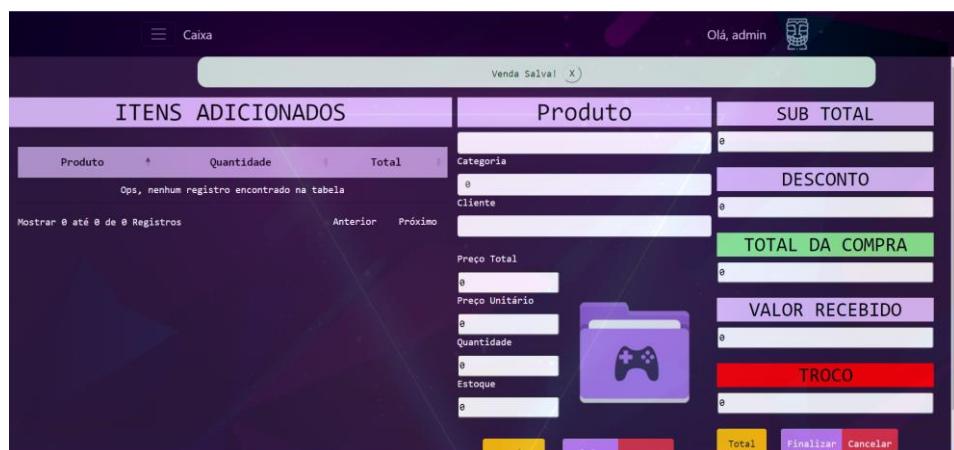 Caixa
Olá, admin
Venda Salva! X
ITENS ADICIONADOS
Produto Quantidade Total
Ops, nenhum registro encontrado na tabela
Mostrar 0 até 0 de 0 Registros
Anterior Próximo
Produto
Categoria
0
Cliente
Preço Total
0
Preço Unitário
0
Quantidade
0
Estoque
0
SUB TOTAL
0
DESCONTO
0
TOTAL DA COMPRA
0
VALOR RECEBIDO
0
TROCO
0
Total Finalizar Cancelar